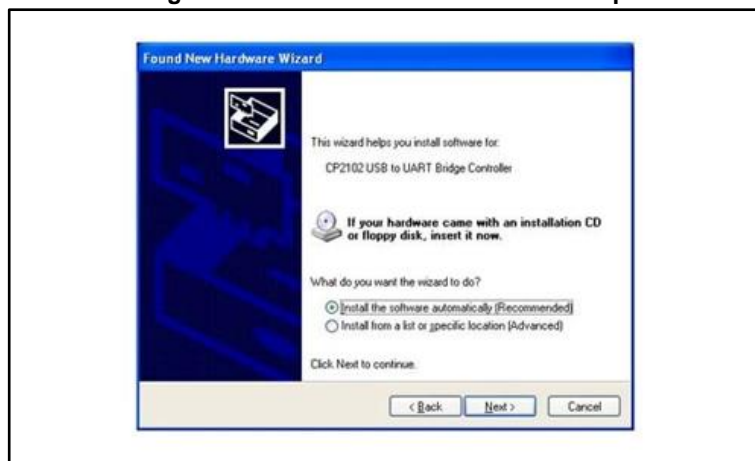 Found New Hardware Wizard
This wizard helps you install software for:
CP2102 USB to UART Bridge Controller
If your hardware came with an installation CD
or floppy disk, insert it now.
What do you want the wizard to do?
Install the software automatically (Recommended)
Install from a list or specific location (Advanced)
Click Next to continue.
< Back Next > Cancel